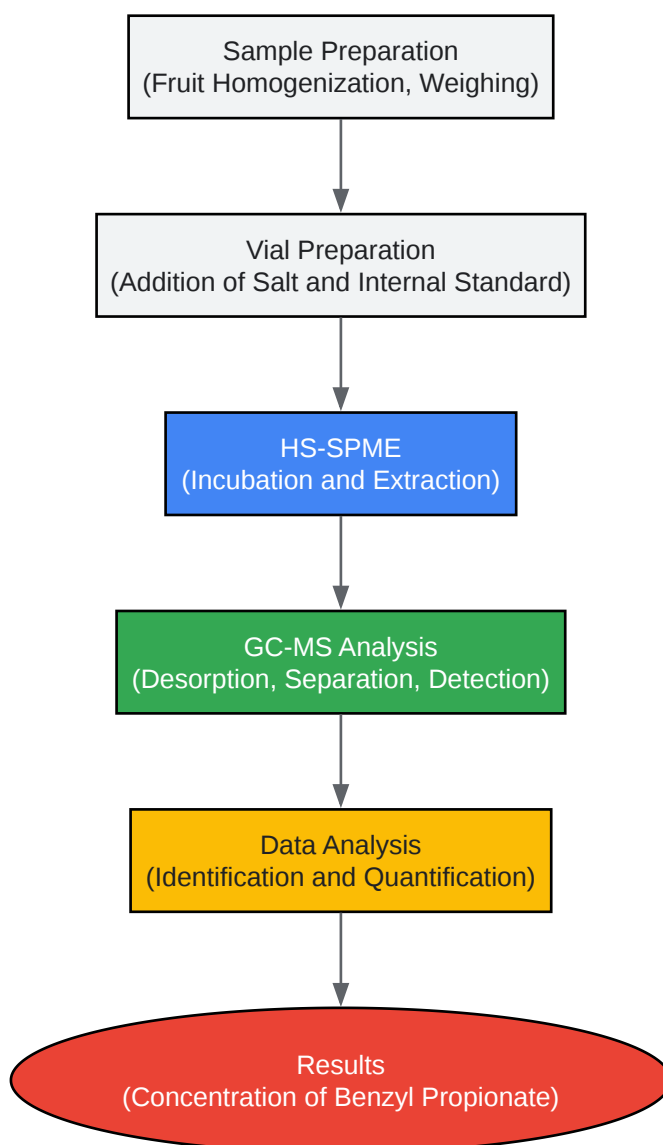 Sample Preparation
(Fruit Homogenization, Weighing)
Vial Preparation
(Addition of Salt and Internal Standard)
HS-SPME
(Incubation and Extraction)
GC-MS Analysis
(Desorption, Separation, Detection)
Data Analysis
(Identification and Quantification)
Results
(Concentration of Benzyl Propionate)